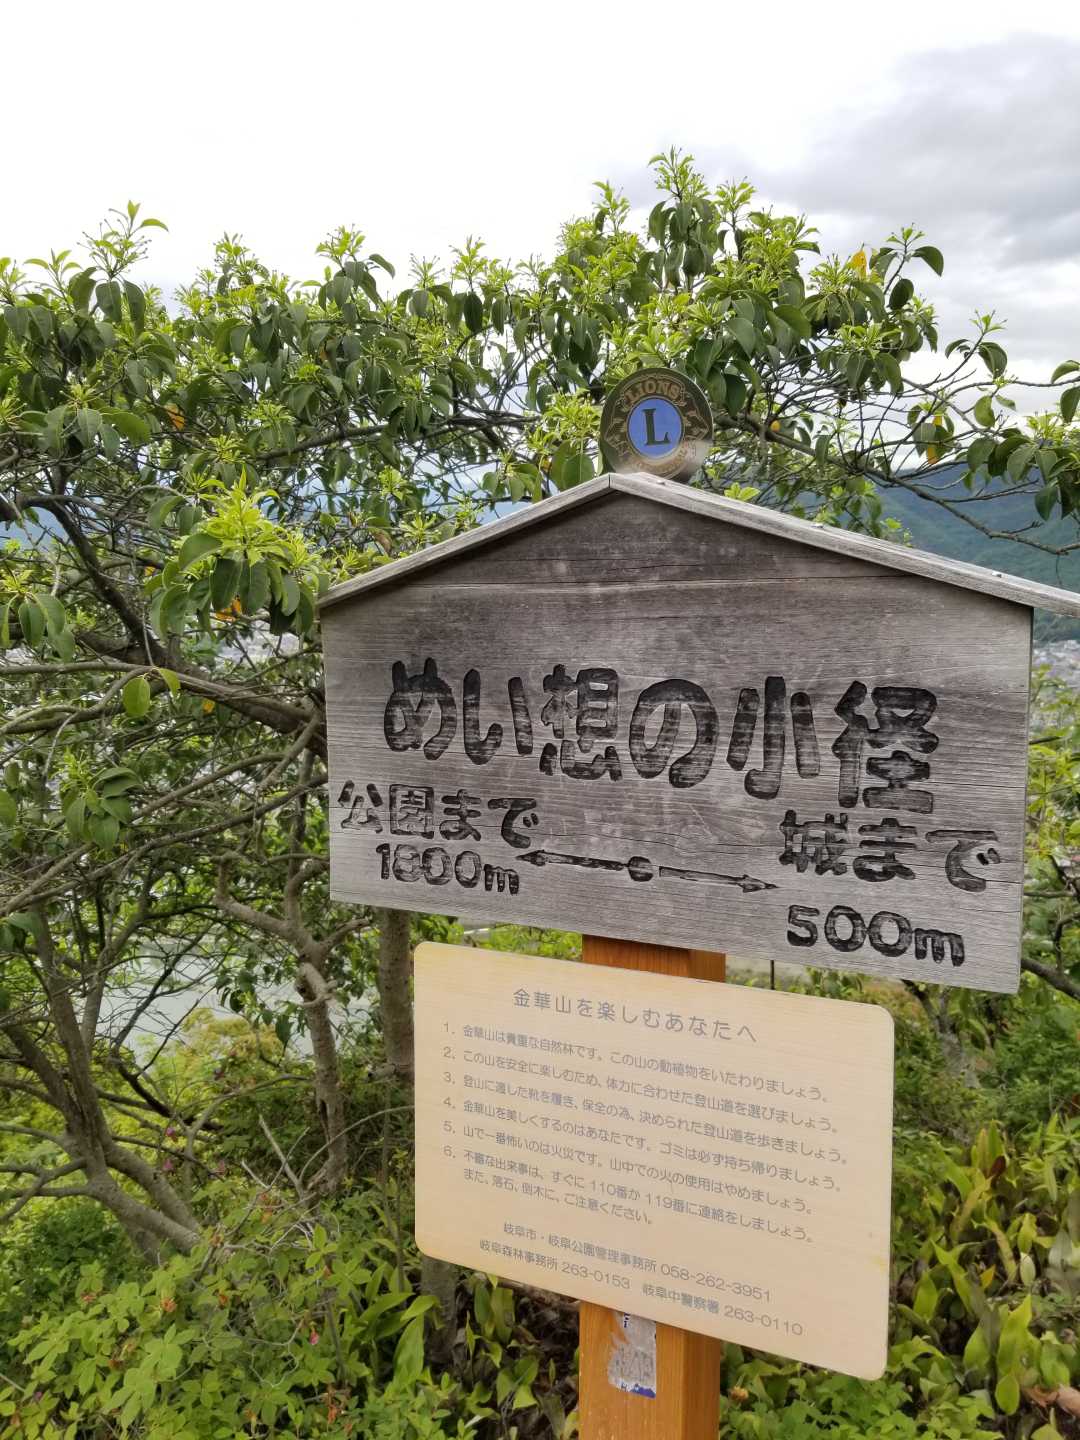 LIONS
L
めい想の小径
公園まで
1800m
城まで
500m
金華山を楽しむあなたへ
1. 金華山は貴重な自然林です。この山の動植物をいたわりましょう。
2. この山を安全に楽しむため、体力に合わせた登山道を選びましょう。
3. 登山に適した靴を履き、保全の為、決められた登山道を歩きましょう。
4. 金華山を美しくするのはあなたです。ゴミは必ず持ち帰りましょう。
5. 山で一番怖いのは火災です。山中での火の使用はやめましょう。
6. 不審な出来事は、すぐに 110番か 119番に連絡をしましょう。
また、落石、倒木に、ご注意ください。
岐阜市・岐阜公園管理事務所 058-262-3951
岐阜森林事務所 263-0153 岐阜中警察署 263-0110